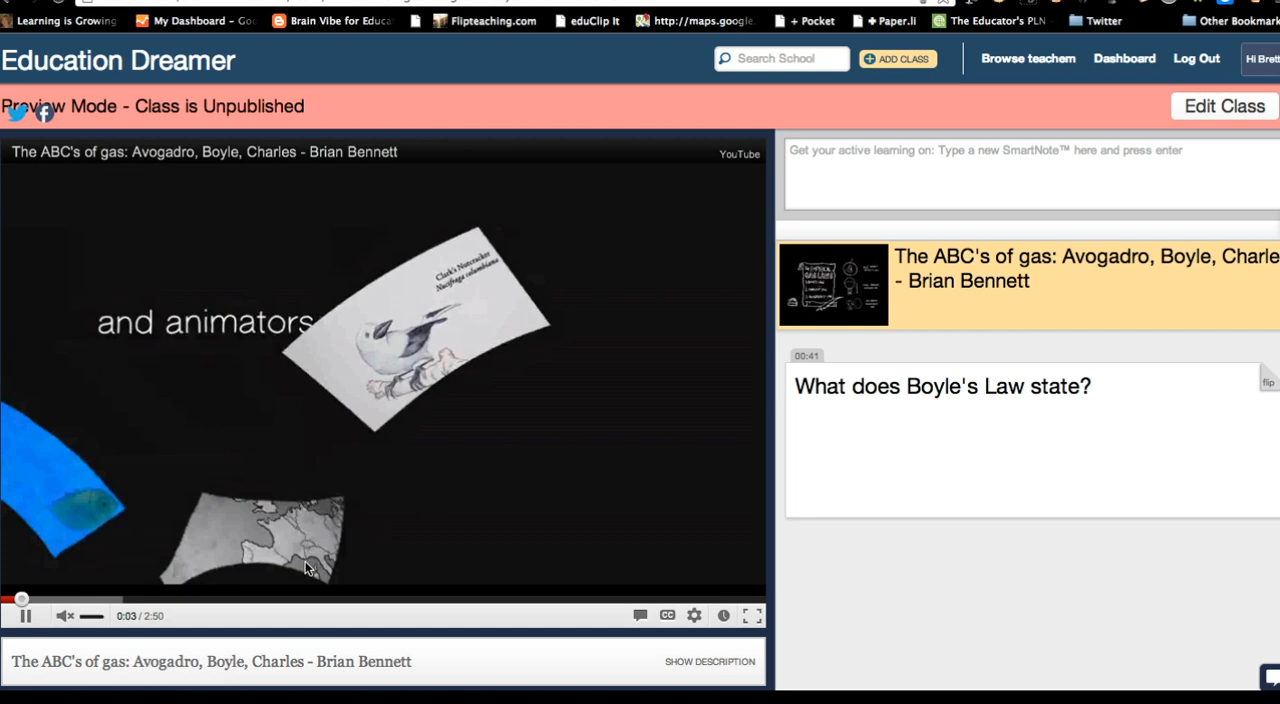 Learning is Growing
My Dashboard - Goo
Brain Vibe for Educa
Flipteaching.com
eduClip It
http://maps.google.
+ Pocket
+ Paper.li
The Educator's PLN
Twitter
Other Bookmark
Education Dreamer
Search School
ADD CLASS
Browse teachem
Dashboard
Log Out
Hi Brett
Preview Mode - Class is Unpublished
Edit Class
The ABC's of gas: Avogadro, Boyle, Charles - Brian Bennett
YouTube
and animators
Clark's Nutcracker
Nucifraga columbiana
0:03 / 2:50
CC
The ABC's of gas: Avogadro, Boyle, Charles - Brian Bennett
SHOW DESCRIPTION
Get your active learning on: Type a new SmartNote™ here and press enter
The ABC's of gas: Avogadro, Boyle, Charle
- Brian Bennett
00:41
What does Boyle's Law state?
flip